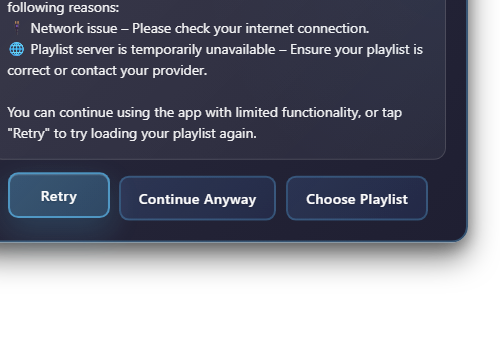 following reasons:
📱 Network issue – Please check your internet connection.
🌐 Playlist server is temporarily unavailable – Ensure your playlist is
correct or contact your provider.
You can continue using the app with limited functionality, or tap
"Retry" to try loading your playlist again.
Retry
Continue Anyway
Choose Playlist